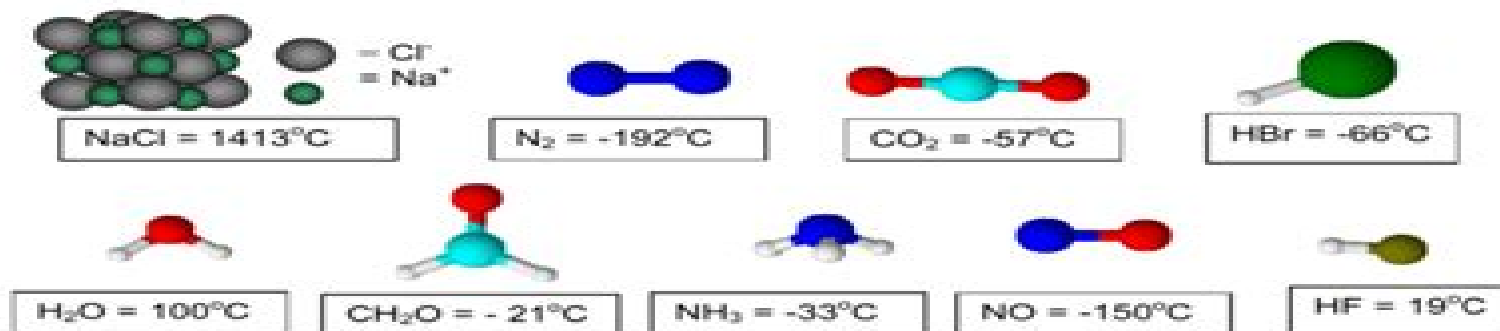 = Cl⁻
= Na⁺
NaCl = 1413°C
N₂ = -192°C
CO₂ = -57°C
HBr = -66°C
H₂O = 100°C
CH₂O = - 21°C
NH₃ = -33°C
NO = -150°C
HF = 19°C